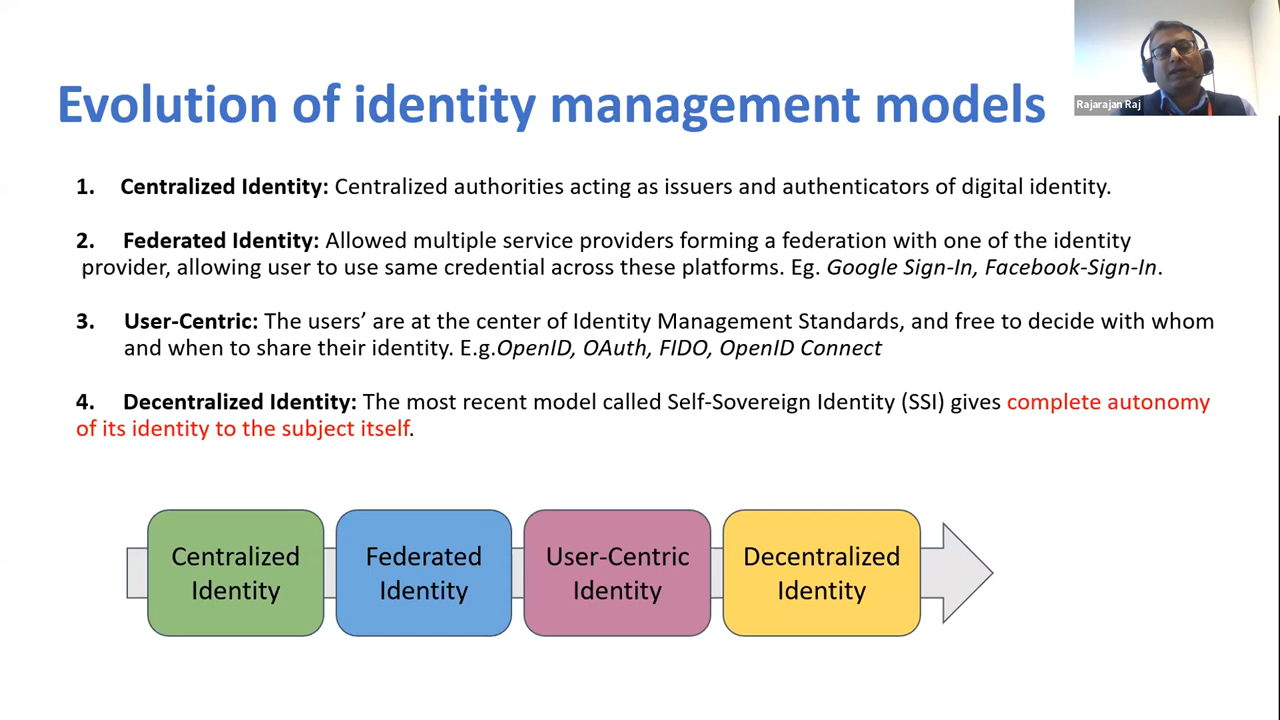 Evolution of identity management models
Rajarajan Raj
1. Centralized Identity: Centralized authorities acting as issuers and authenticators of digital identity.
2. Federated Identity: Allowed multiple service providers forming a federation with one of the identity
provider, allowing user to use same credential across these platforms. Eg. Google Sign-In, Facebook-Sign-In.
3. User-Centric: The users’ are at the center of Identity Management Standards, and free to decide with whom
and when to share their identity. E.g.OpenID, OAuth, FIDO, OpenID Connect
4. Decentralized Identity: The most recent model called Self-Sovereign Identity (SSI) gives complete autonomy
of its identity to the subject itself.
Centralized
Identity
Federated
Identity
User-Centric
Identity
Decentralized
Identity